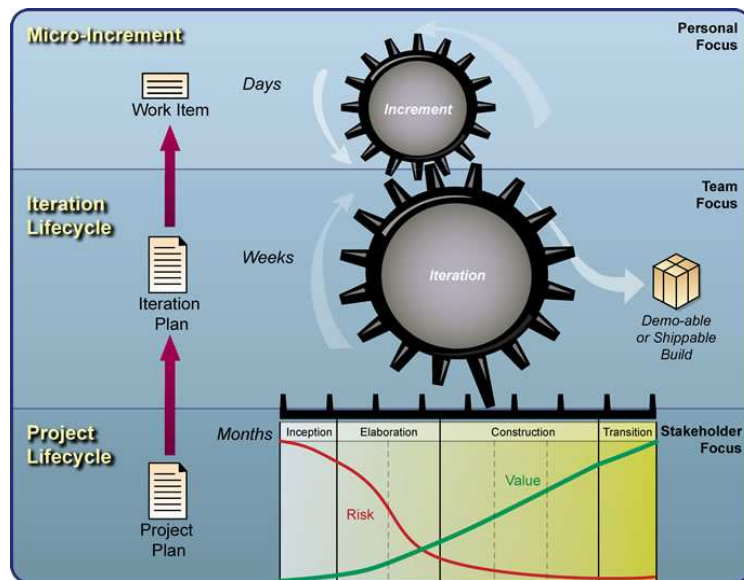 Micro-Increment
Personal
Focus
Days
Work Item
Increment
Iteration
Lifecycle
Team
Focus
Weeks
Iteration
Plan
Iteration
Demo-able
or Shippable
Build
Project
Lifecycle
Months
Inception
Elaboration
Construction
Transition
Stakeholder
Focus
Risk
Value
Project
Plan